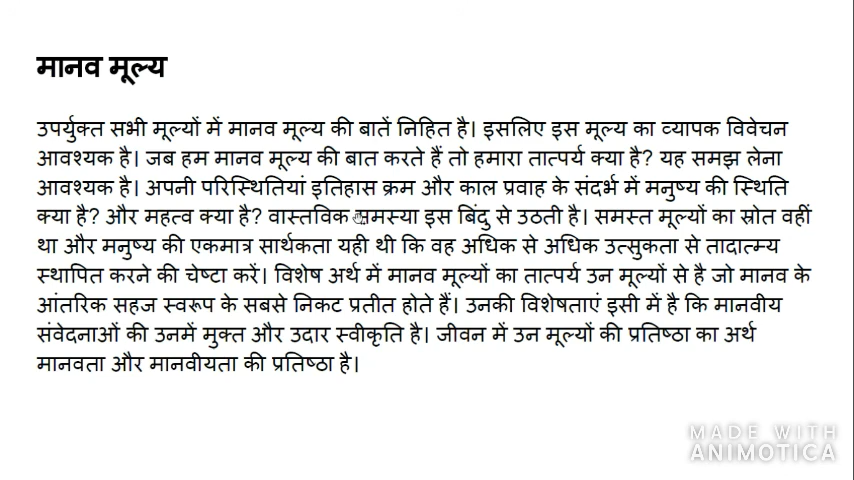 मानव मूल्य
उपर्युक्त सभी मूल्यों में मानव मूल्य की बातें निहित है। इसलिए इस मूल्य का व्यापक विवेचन
आवश्यक है। जब हम मानव मूल्य की बात करते हैं तो हमारा तात्पर्य क्या है? यह समझ लेना
आवश्यक है। अपनी परिस्थितियां इतिहास क्रम और काल प्रवाह के संदर्भ में मनुष्य की स्थिति
क्या है? और महत्व क्या है? वास्तविक समस्या इस बिंदु से उठती है। समस्त मूल्यों का स्रोत वहीं
था और मनुष्य की एकमात्र सार्थकता यही थी कि वह अधिक से अधिक उत्सुकता से तादात्म्य
स्थापित करने की चेष्टा करें। विशेष अर्थ में मानव मूल्यों का तात्पर्य उन मूल्यों से है जो मानव के
आंतरिक सहज स्वरूप के सबसे निकट प्रतीत होते हैं। उनकी विशेषताएं इसी में है कि मानवीय
संवेदनाओं की उनमें मुक्त और उदार स्वीकृति है। जीवन में उन मूल्यों की प्रतिष्ठा का अर्थ
मानवता और मानवीयता की प्रतिष्ठा है।
MADE WITH
ANIMOTICA